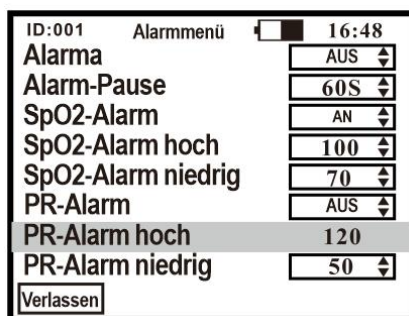 ID:001 Alarmmenü 16:48
Alarma AUS
Alarm-Pause 60S
SpO2-Alarm AN
SpO2-Alarm hoch 100
SpO2-Alarm niedrig 70
PR-Alarm AUS
PR-Alarm hoch 120
PR-Alarm niedrig 50
Verlassen